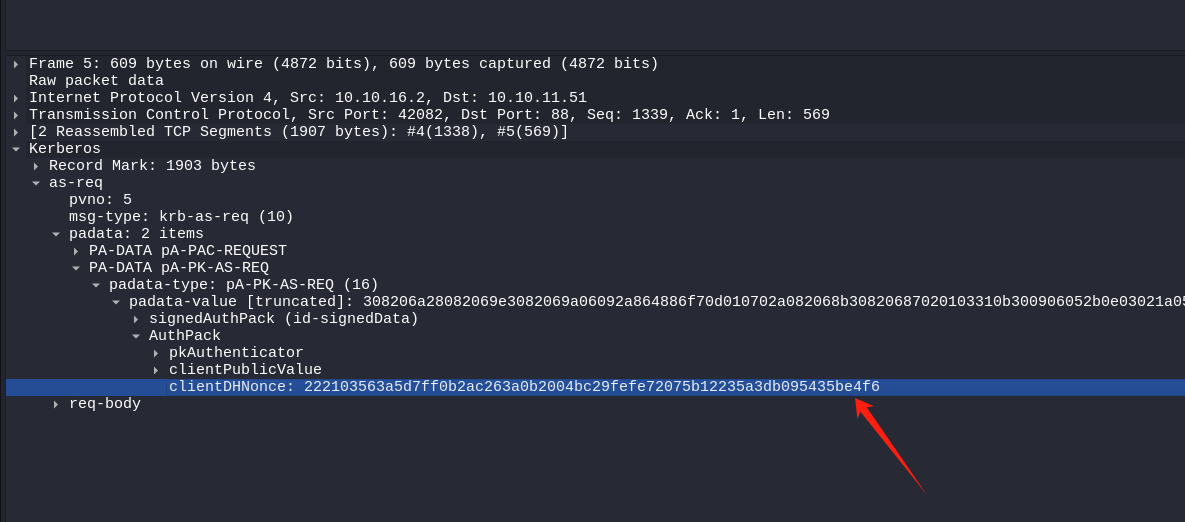 Frame 5: 609 bytes on wire (4872 bits), 609 bytes captured (4872 bits)
Raw packet data
Internet Protocol Version 4, Src: 10.10.16.2, Dst: 10.10.11.51
Transmission Control Protocol, Src Port: 42082, Dst Port: 88, Seq: 1339, Ack: 1, Len: 569
[2 Reassembled TCP Segments (1907 bytes): #4(1338), #5(569)]
Kerberos
Record Mark: 1903 bytes
as-req
pvno: 5
msg-type: krb-as-req (10)
padata: 2 items
PA-DATA pA-PAC-REQUEST
PA-DATA pA-PK-AS-REQ
padata-type: pA-PK-AS-REQ (16)
padata-value [truncated]: 308206a28082069e3082069a06092a864886f70d010702a082068b30820687020103310b300906052b0e03021a05
signedAuthPack (id-signedData)
AuthPack
pkAuthenticator
clientPublicValue
clientDHNonce: 222103563a5d7ff0b2ac263a0b2004bc29fefe72075b12235a3db095435be4f6
req-body